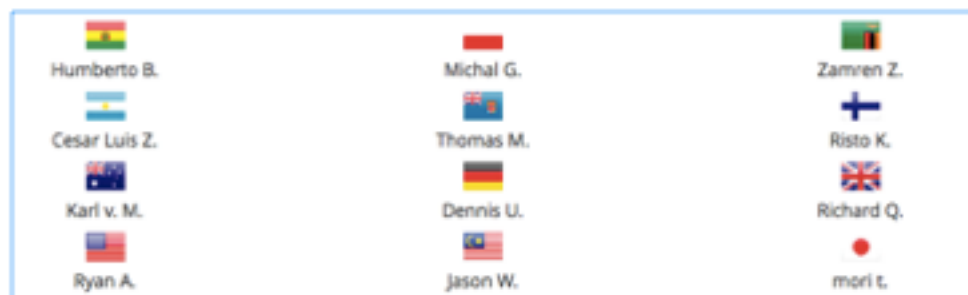 Humberto B. Michal G. Zamren Z.
Cesar Luis Z. Thomas M. Risto K.
Karl v. M. Dennis U. Richard Q.
Ryan A. Jason W. mori t.